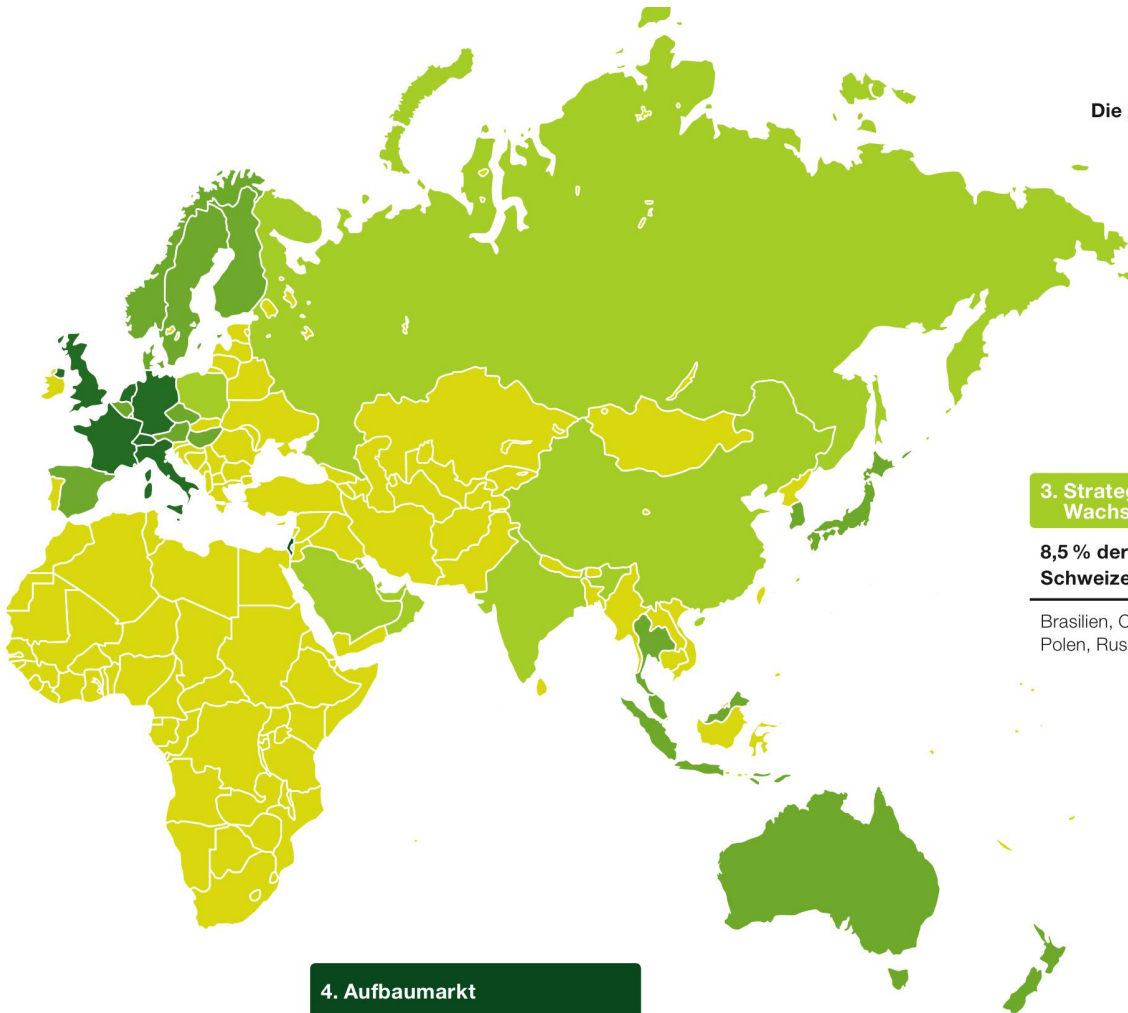 Die
3. Strateg
Wachs
8,5 % der
Schweize
Brasilien, C
Polen, Rus
4. Aufbaumarkt